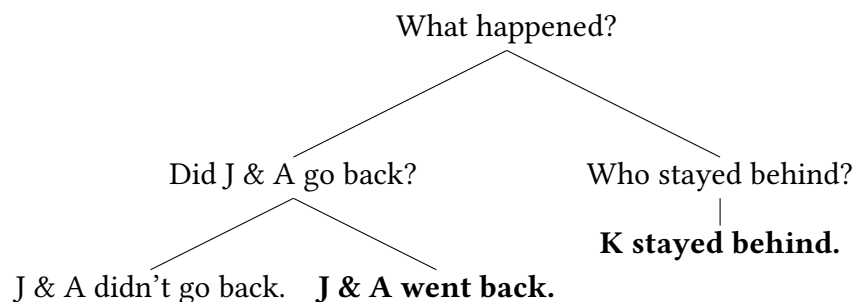 What happened?
Did J & A go back?
Who stayed behind?
K stayed behind.
J & A didn’t go back.
J & A went back.